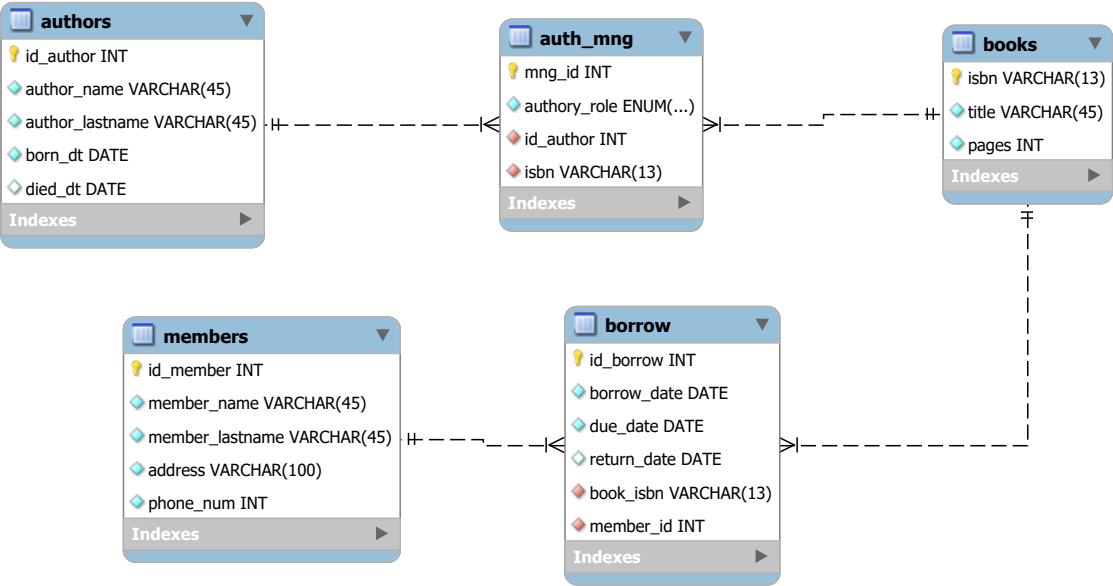 authors
id_author INT
author_name VARCHAR(45)
author_lastname VARCHAR(45)
born_dt DATE
died_dt DATE
Indexes
auth_mng
mng_id INT
authory_role ENUM(...)
id_author INT
isbn VARCHAR(13)
Indexes
books
isbn VARCHAR(13)
title VARCHAR(45)
pages INT
Indexes
members
id_member INT
member_name VARCHAR(45)
member_lastname VARCHAR(45)
address VARCHAR(100)
phone_num INT
Indexes
borrow
id_borrow INT
borrow_date DATE
due_date DATE
return_date DATE
book_isbn VARCHAR(13)
member_id INT
Indexes